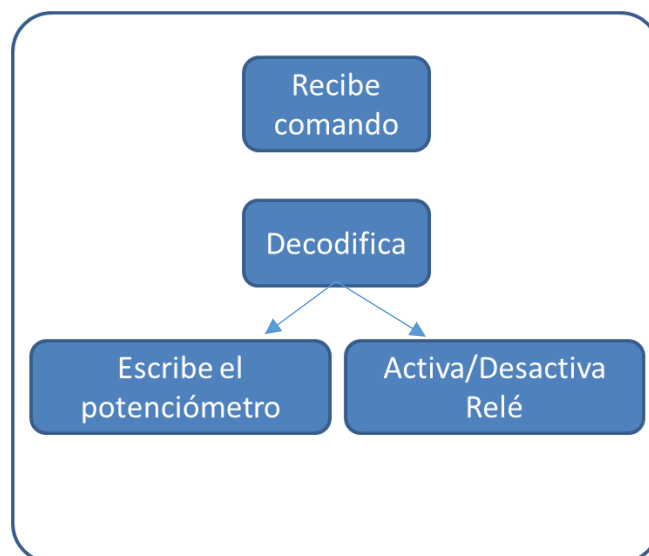 Recibe
comando
Decodifica
Escribe el
potenciómetro
Activa/Desactiva
Relé